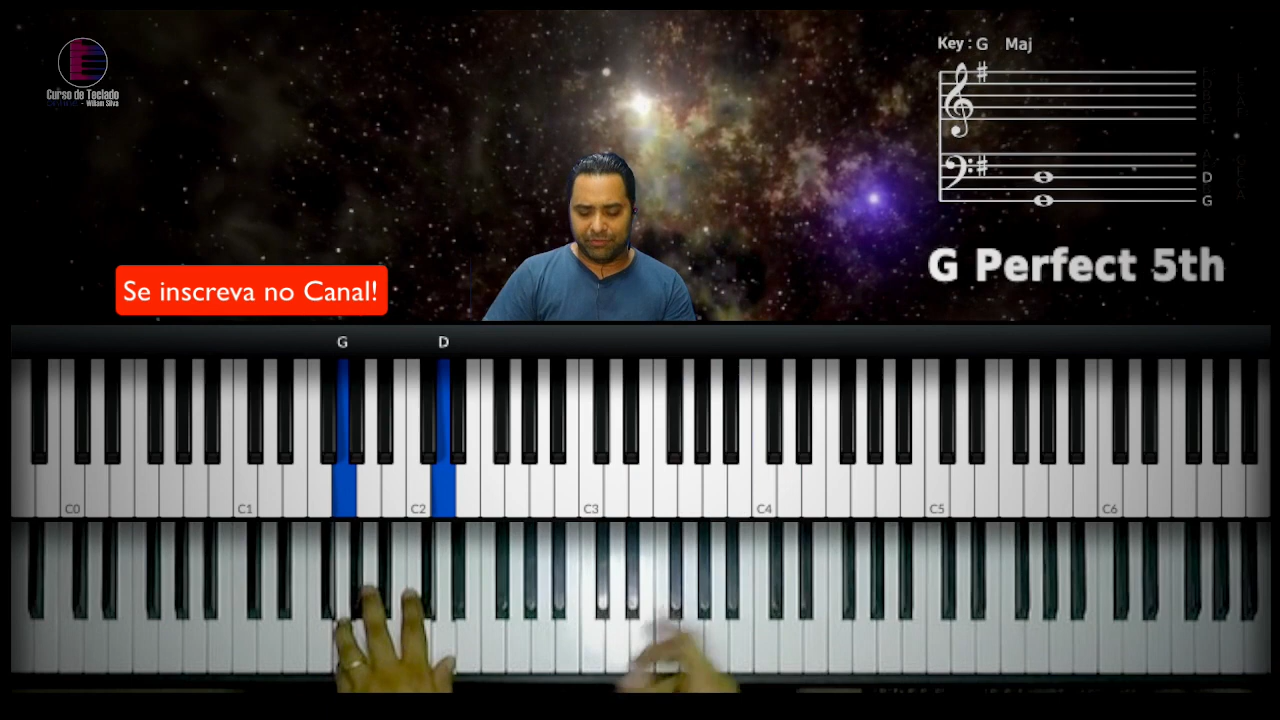 Curso de Teclado
- Wiliam Silva
Key : G Maj
D
G
G Perfect 5th
Se inscreva no Canal!
G D
C0 C1 C2 C3 C4 C5 C6